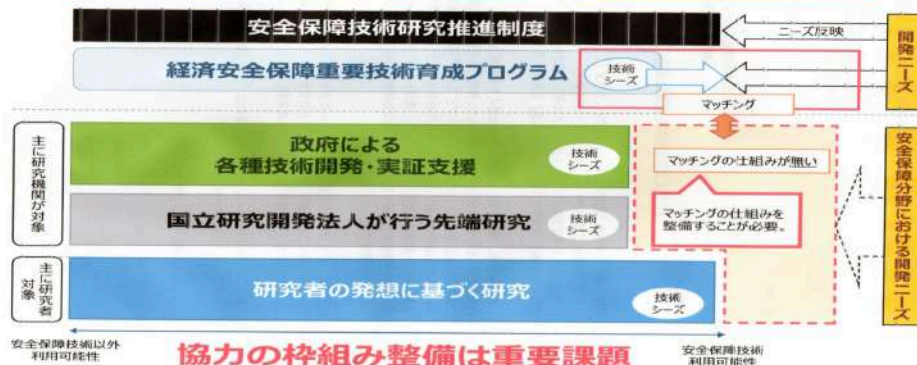 安全保障技術研究推進制度
ニーズ反映
開発ニーズ
経済安全保障重要技術育成プログラム
技術
シーズ
マッチング
主に研究機関が対象
政府による
各種技術開発・実証支援
技術
シーズ
マッチングの仕組みが無い
安全保障分野における開発ニーズ
国立研究開発法人が行う先端研究
技術
シーズ
マッチングの仕組みを
整備することが必要。
主に研究者
対象
研究者の発想に基づく研究
技術
シーズ
安全保障技術以外
利用可能性
協力の枠組み整備は重要課題
安全保障技術
利用可能性